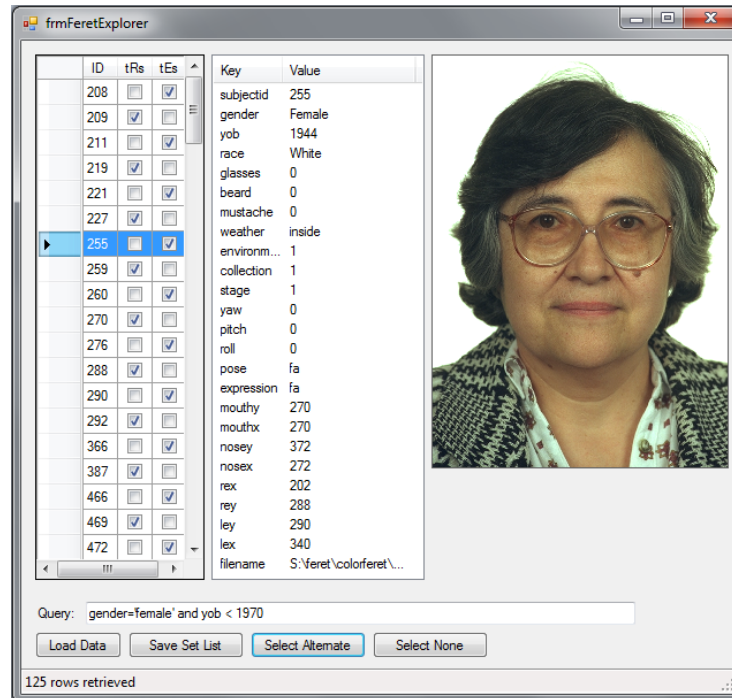 frmFeretExplorer
ID tRs tEs
208
209
211
219
221
227
255
259
260
270
276
288
290
292
366
387
466
469
472
Key Value
subjectid 255
gender Female
yob 1944
race White
glasses 0
beard 0
mustache 0
weather inside
environm... 1
collection 1
stage 1
yaw 0
pitch 0
roll 0
pose fa
expression fa
mouthy 270
mouthx 270
nosey 372
nosex 272
rex 202
rey 288
ley 290
lex 340
filename S:\feret\colorferet\...
Query: gender='female' and yob < 1970
Load Data Save Set List Select Alternate Select None
125 rows retrieved